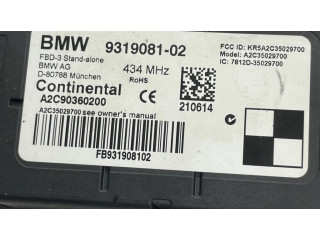 BMW 9319081-02
FBD-3 Stand-alone
BMW AG
D-80788 München
434 MHz
RoHS
FCC ID: KR5A2C35029700
Model: A2C35029700
IC: 7812D-35029700
Continental
A2C90360200
CE
210614
A2C35029700 see owner's manual
FB931908102